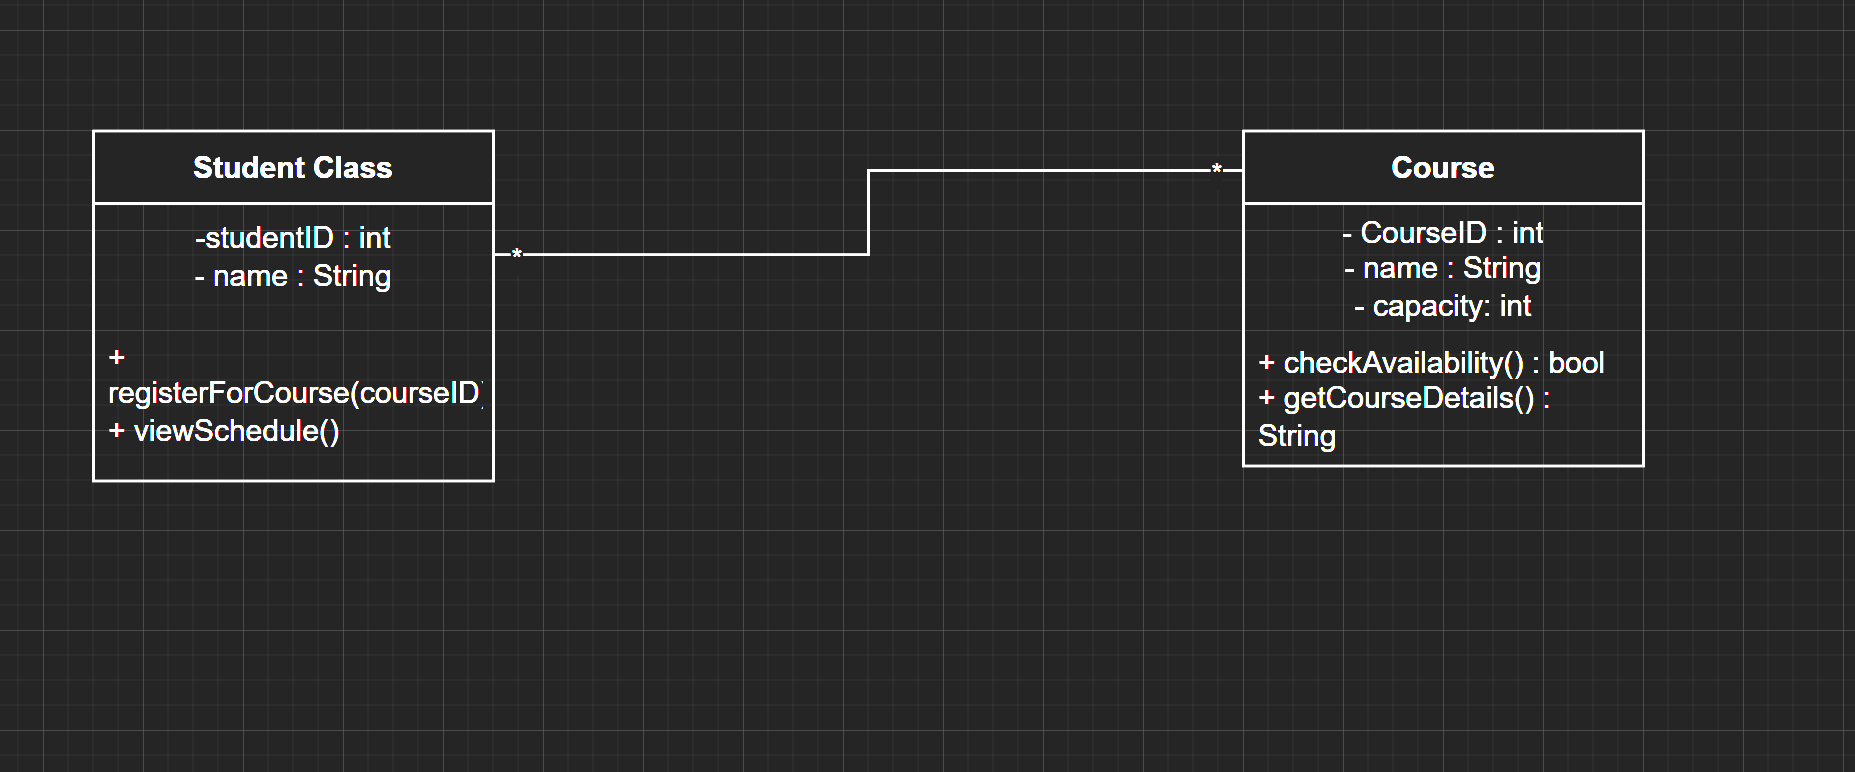 Student Class
-studentID : int
- name : String
+
registerForCourse(courseID)
+ viewSchedule()
*
*
Course
- CourseID : int
- name : String
- capacity: int
+ checkAvailability() : bool
+ getCourseDetails() :
String